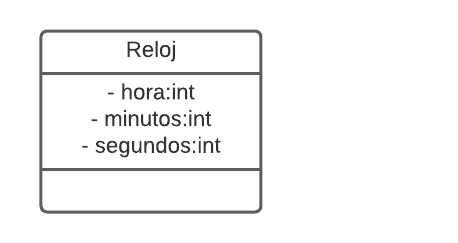 Reloj
- hora:int
- minutos:int
- segundos:int